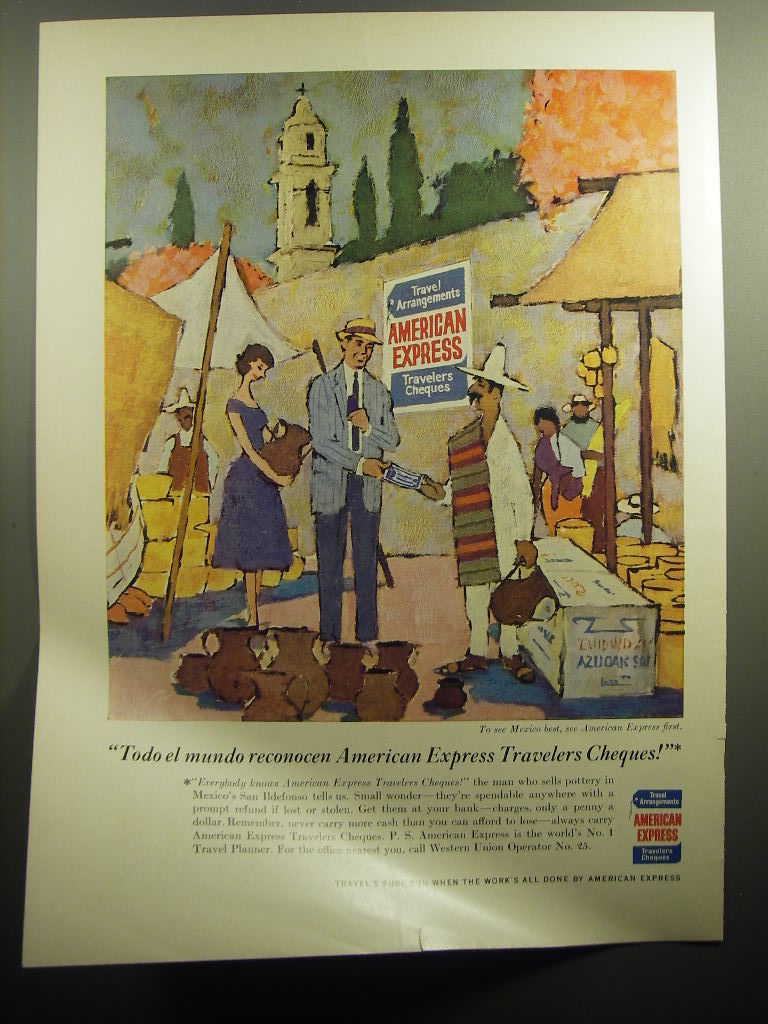 Travel
Arrangements
AMERICAN
EXPRESS
Travelers
Cheques
To see Mexico best, see American Express first.
"Todo el mundo reconocen American Express Travelers Cheques!"*
*"Everybody knows American Express Travelers Cheques!" the man who sells pottery in
Mexico's San Ildefonso tells us. Small wonder—they're spendable anywhere with a
prompt refund if lost or stolen. Get them at your bank—charges, only a penny a
dollar. Remember, never carry more cash than you can afford to lose—always carry
American Express Travelers Cheques. P. S. American Express is the world's No. 1
Travel Planner. For the office nearest you, call Western Union Operator No. 25.
Travel
Arrangements
AMERICAN
EXPRESS
Travelers
Cheques
TRAVEL'S PURE FUN WHEN THE WORK'S ALL DONE BY AMERICAN EXPRESS